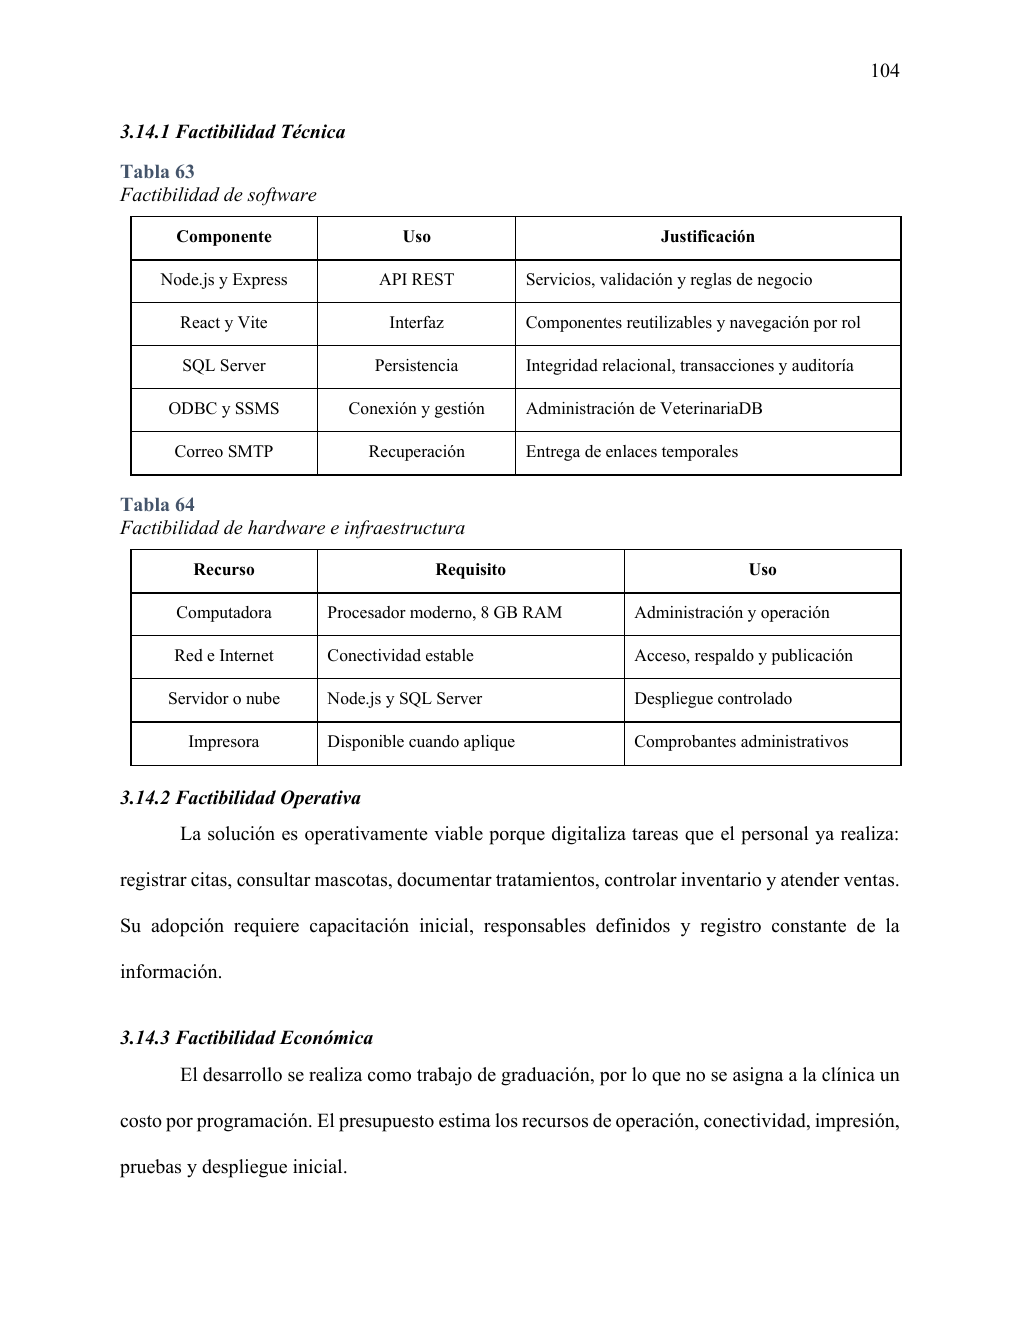 104
3.14.1 Factibilidad Técnica
Tabla 63
Factibilidad de software
Componente Uso Justificación
Node.js y Express API REST Servicios, validación y reglas de negocio
React y Vite Interfaz Componentes reutilizables y navegación por rol
SQL Server Persistencia Integridad relacional, transacciones y auditoría
ODBC y SSMS Conexión y gestión Administración de VeterinariaDB
Correo SMTP Recuperación Entrega de enlaces temporales
Tabla 64
Factibilidad de hardware e infraestructura
Recurso Requisito Uso
Computadora Procesador moderno, 8 GB RAM Administración y operación
Red e Internet Conectividad estable Acceso, respaldo y publicación
Servidor o nube Node.js y SQL Server Despliegue controlado
Impresora Disponible cuando aplique Comprobantes administrativos
3.14.2 Factibilidad Operativa
La solución es operativamente viable porque digitaliza tareas que el personal ya realiza:
registrar citas, consultar mascotas, documentar tratamientos, controlar inventario y atender ventas.
Su adopción requiere capacitación inicial, responsables definidos y registro constante de la
información.
3.14.3 Factibilidad Económica
El desarrollo se realiza como trabajo de graduación, por lo que no se asigna a la clínica un
costo por programación. El presupuesto estima los recursos de operación, conectividad, impresión,
pruebas y despliegue inicial.